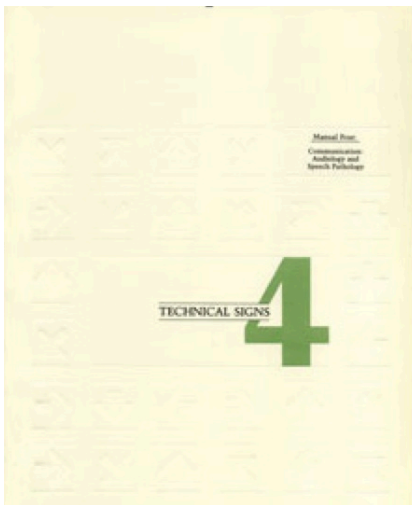 Manual Four:
Communication:
Audiology and
Speech Pathology
TECHNICAL SIGNS
4